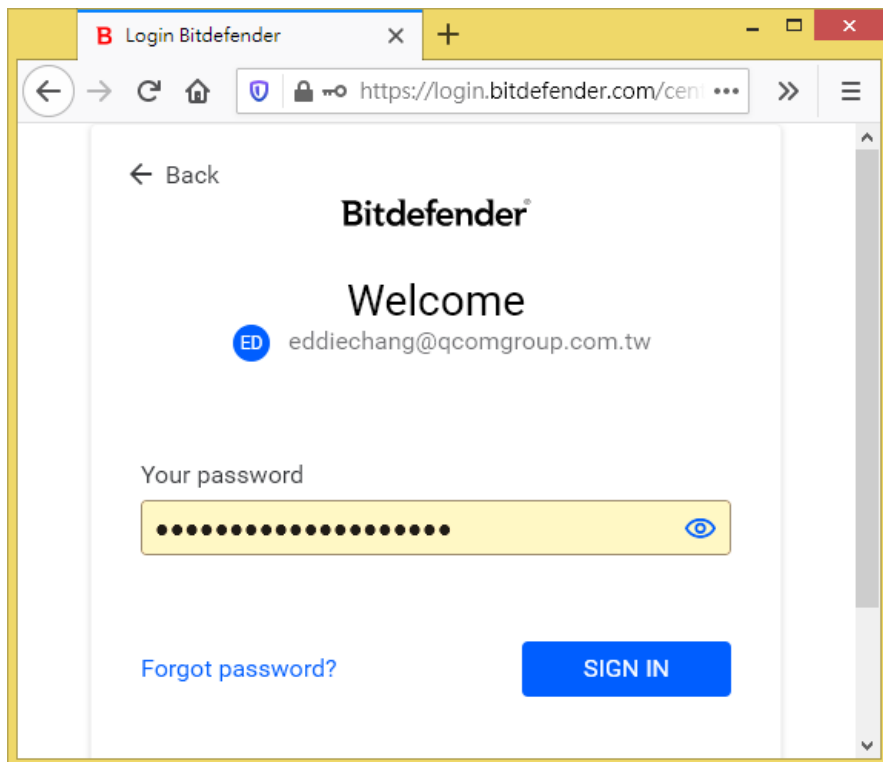 B Login Bitdefender
https://login.bitdefender.com/cen
Back
Bitdefender®
Welcome
ED eddiechang@qcomgroup.com.tw
Your password
Forgot password?
SIGN IN